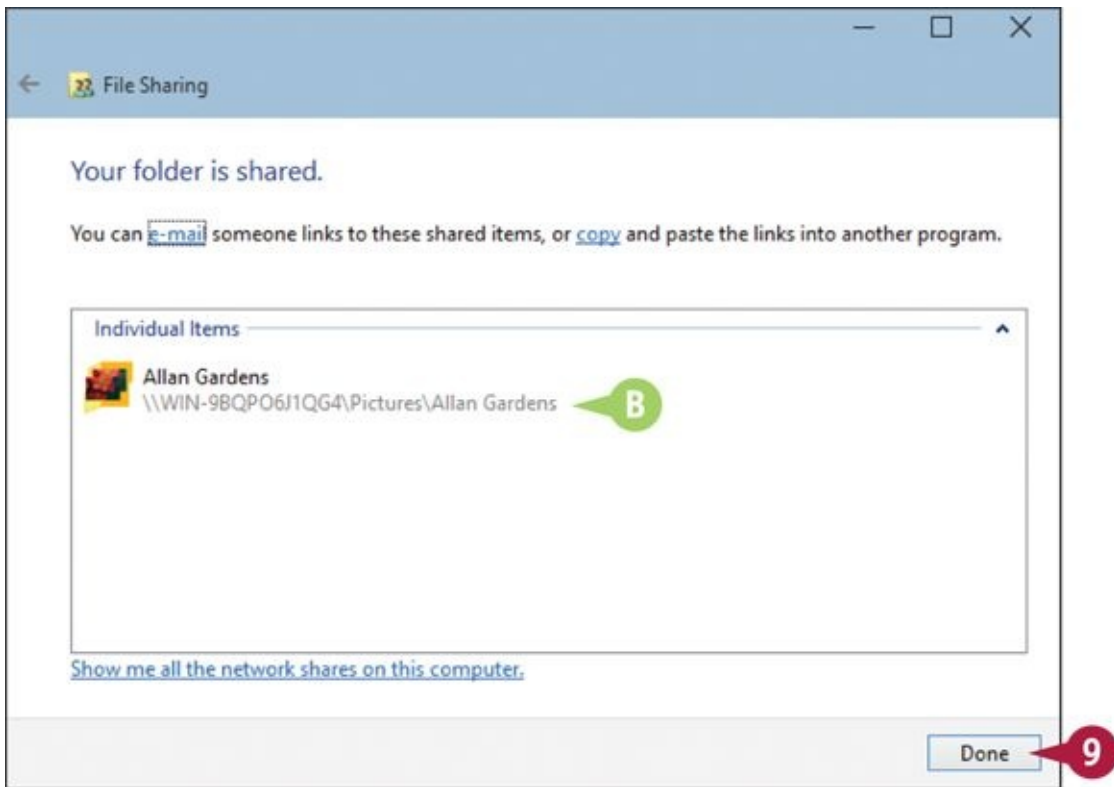 File Sharing
Your folder is shared.
You can e-mail someone links to these shared items, or copy and paste the links into another program.
Individual Items
Allan Gardens
\\WIN-9BQPO6J1QG4\Pictures\Allan Gardens
B
Show me all the network shares on this computer.
Done
9